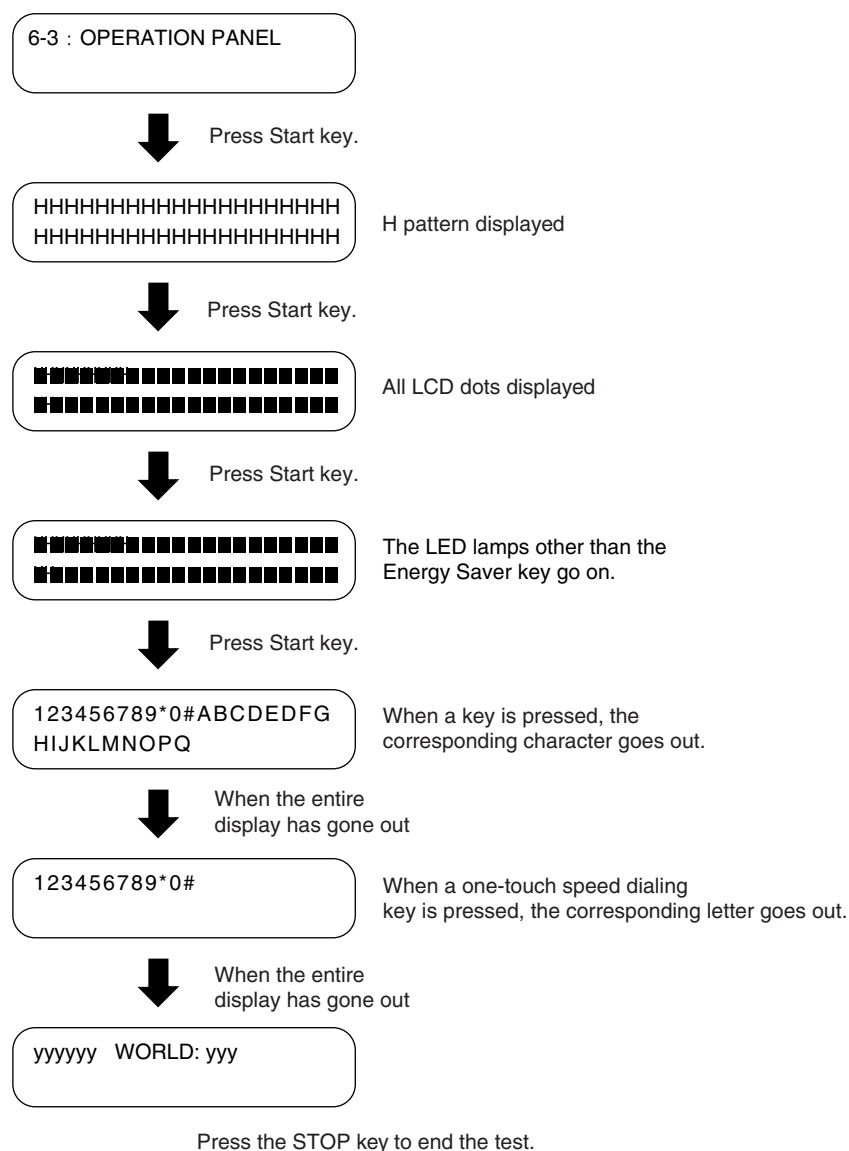 6-3 : OPERATION PANEL
Press Start key.
HHHHHHHHHHHHHHHHHHHH
HHHHHHHHHHHHHHHHHHHH
H pattern displayed
Press Start key.
All LCD dots displayed
Press Start key.
The LED lamps other than the
Energy Saver key go on.
Press Start key.
123456789*0#ABCDEDFG
HIJKLMNOPQ
When a key is pressed, the
corresponding character goes out.
When the entire
display has gone out
123456789*0#
When a one-touch speed dialing
key is pressed, the corresponding letter goes out.
When the entire
display has gone out
yyyyyy WORLD: yyy
Press the STOP key to end the test.